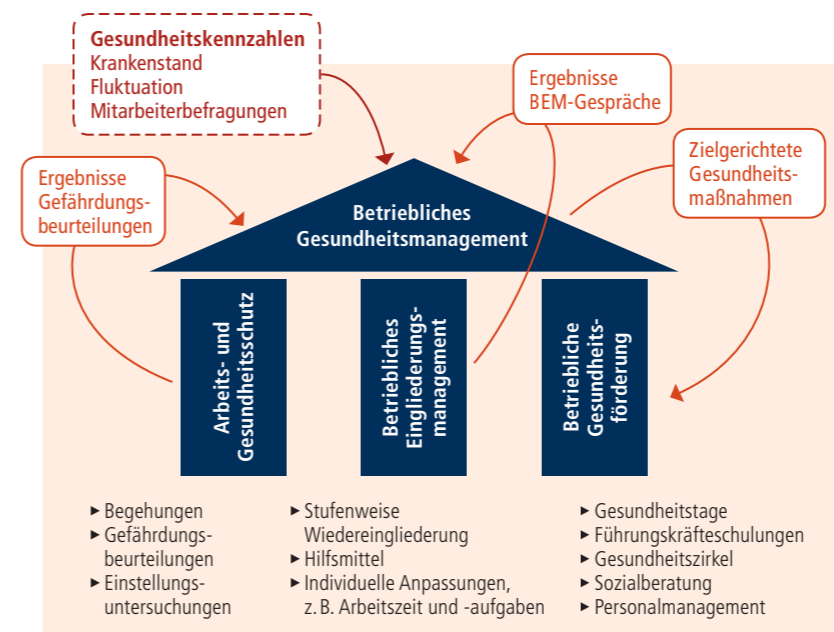 Gesundheitskennzahlen
Krankenstand
Fluktuation
Mitarbeiterbefragungen
Ergebnisse
BEM-Gespräche
Ergebnisse
Gefährdungs-
beurteilungen
Zielgerichtete
Gesundheits-
maßnahmen
Betriebliches
Gesundheitsmanagement
Arbeits- und
Gesundheitsschutz
Betriebliches
Eingliederungs-
management
Betriebliche
Gesundheits-
förderung
▸ Begehungen
▸ Gefährdungs-
beurteilungen
▸ Einstellungs-
untersuchungen
▸ Stufenweise
Wiedereingliederung
▸ Hilfsmittel
▸ Individuelle Anpassungen,
z. B. Arbeitszeit und -aufgaben
▸ Gesundheitstage
▸ Führungskräfteschulungen
▸ Gesundheitszirkel
▸ Sozialberatung
▸ Personalmanagement